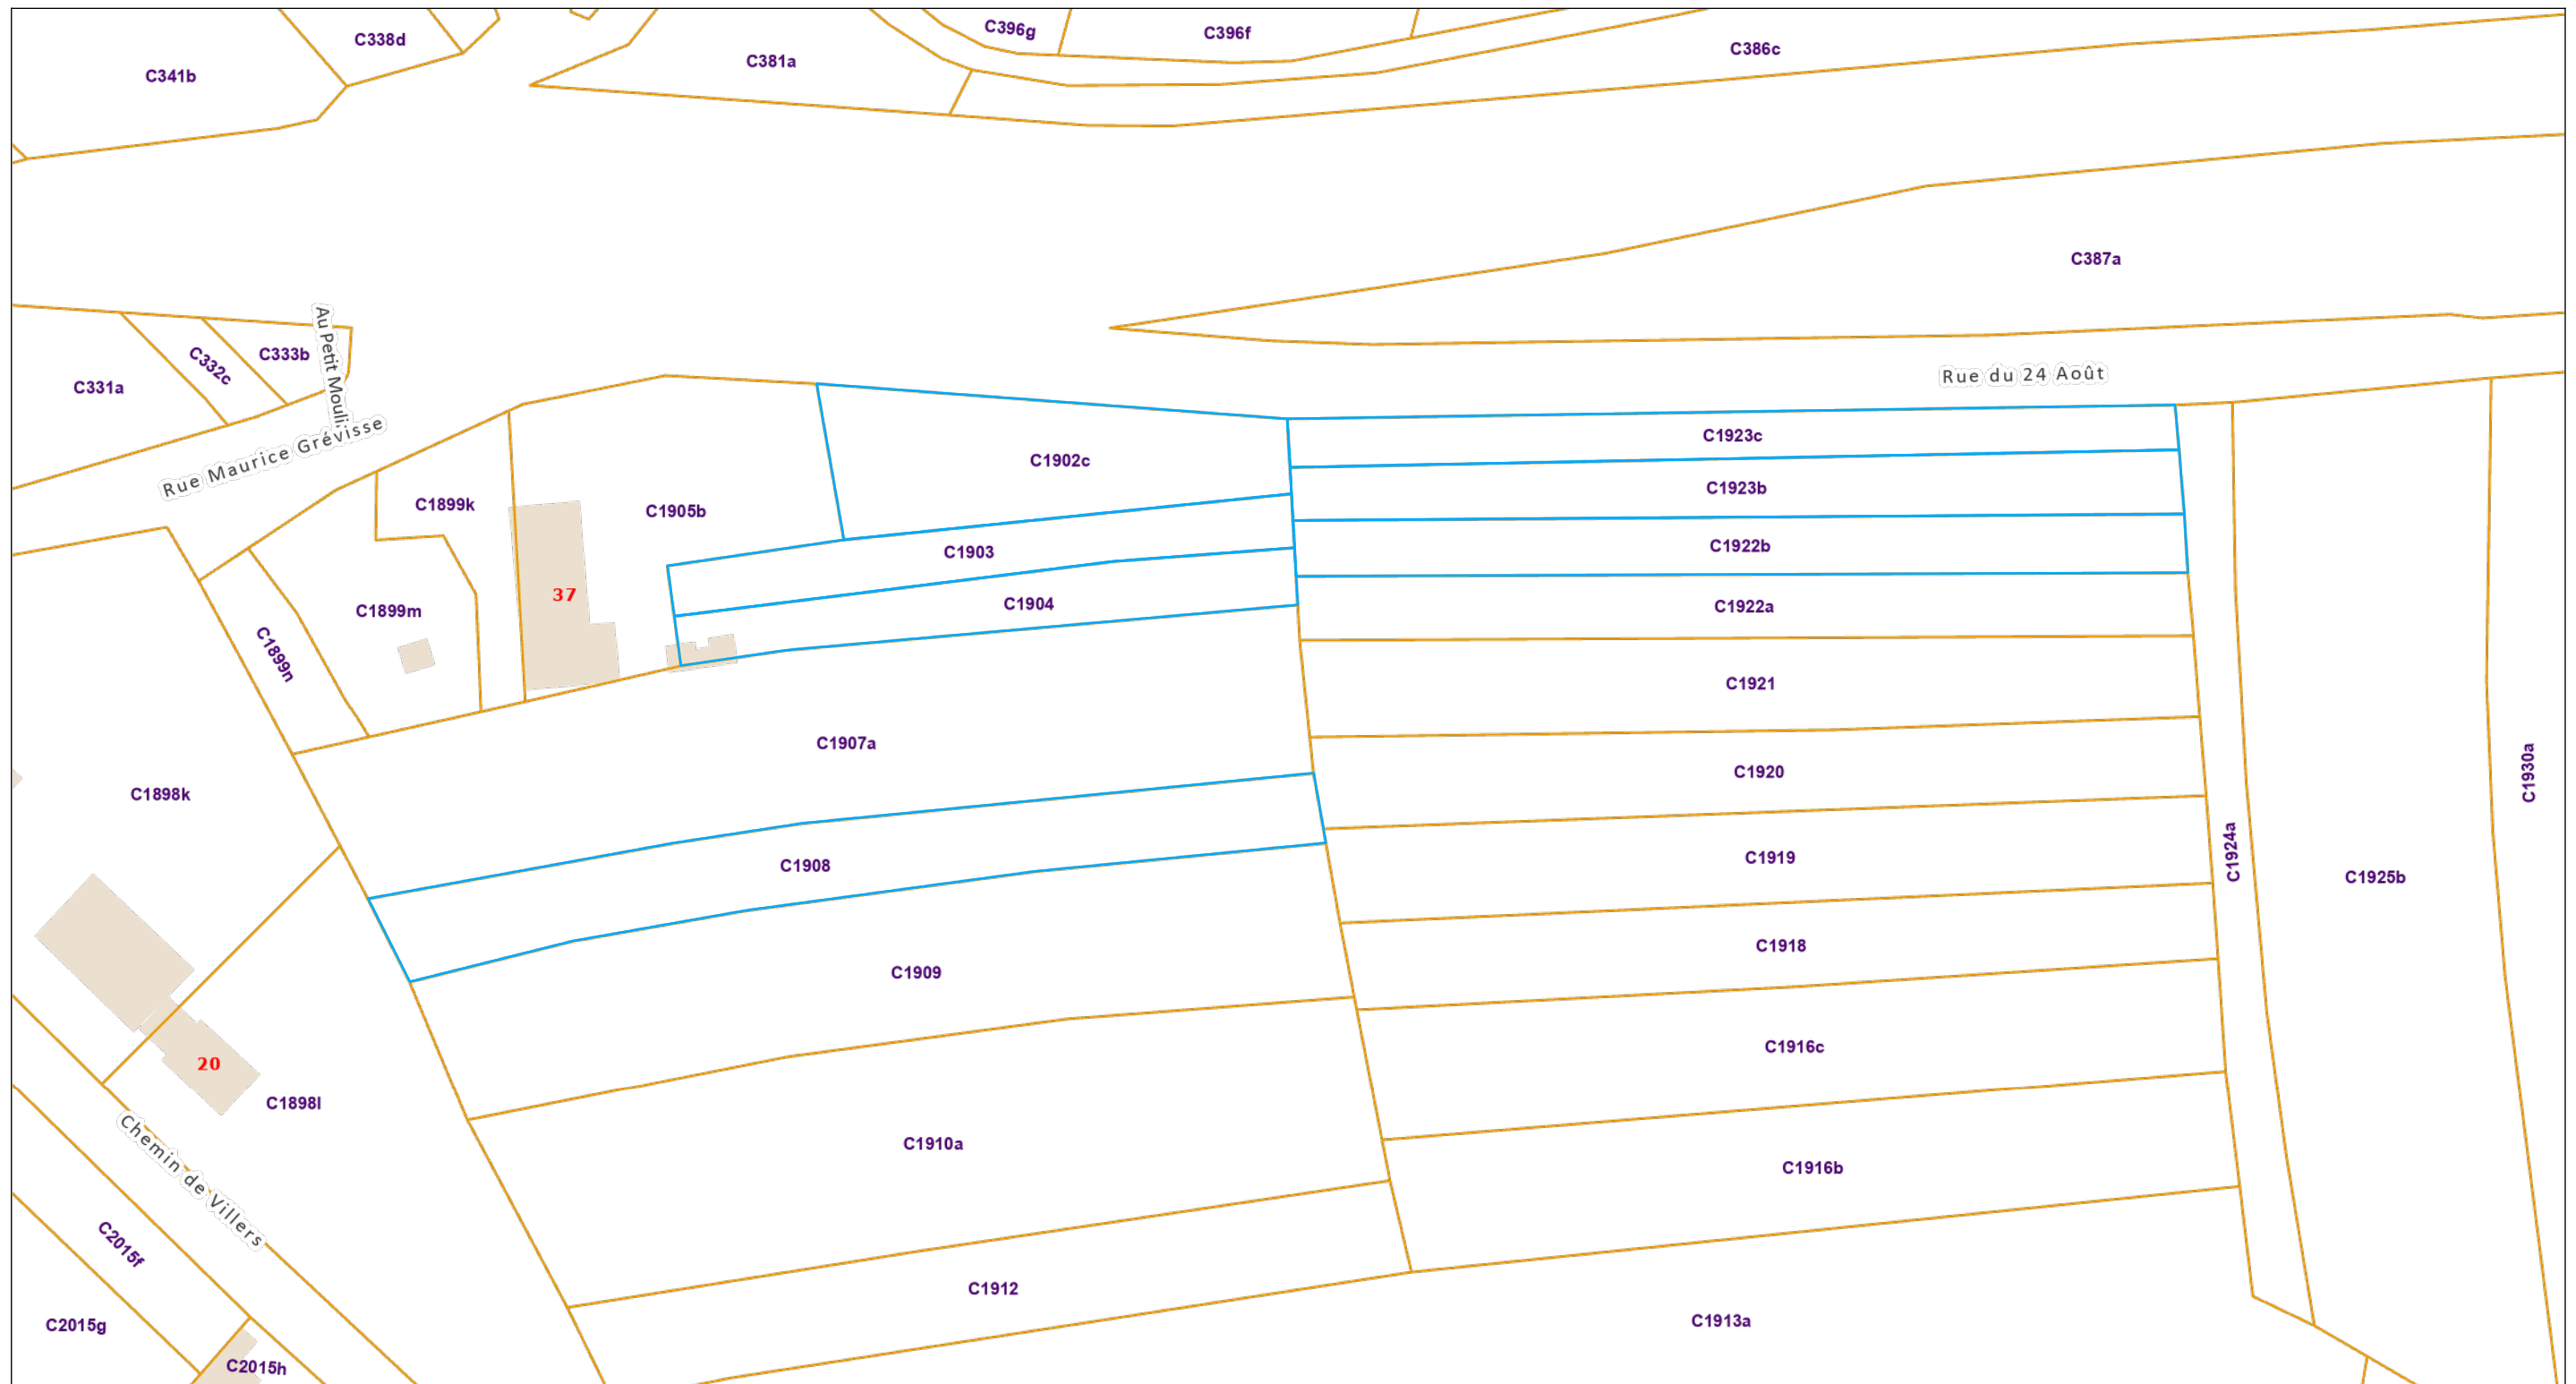 C338d
C396g
C396f
C386c
C341b
C381a
C387a
Au Petit Mouli
C333b
C332c
C331a
Rue du 24 Août
Rue Maurice Grévisse
C1923c
C1902c
C1923b
C1899k
C1905b
C1922b
C1903
37
C1904
C1922a
C1899m
C1899n
C1921
C1907a
C1920
C1930a
C1898k
C1919
C1924a
C1908
C1925b
C1918
C1909
C1916c
20
C1898l
C1910a
C1916b
Chemin de Villers
C2015f
C1912
C1913a
C2015g
C2015h